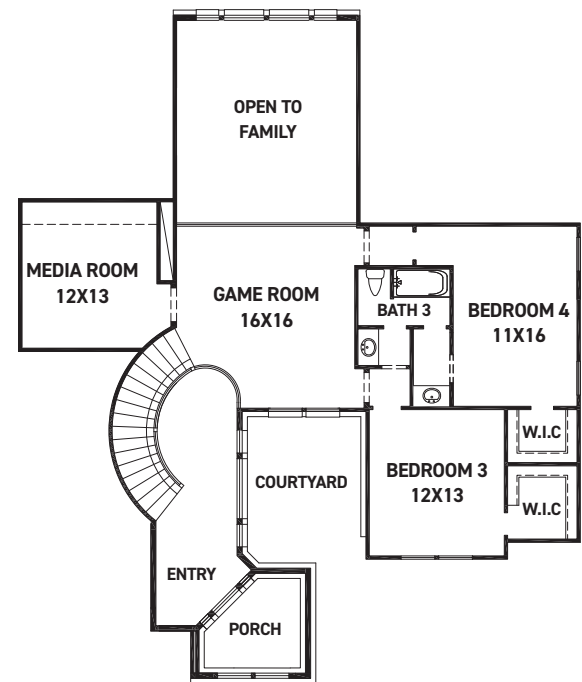 OPEN TO
FAMILY
MEDIA ROOM
12X13
GAME ROOM
16X16
BATH 3
BEDROOM 4
11X16
W.I.C
BEDROOM 3
12X13
W.I.C
COURTYARD
ENTRY
PORCH